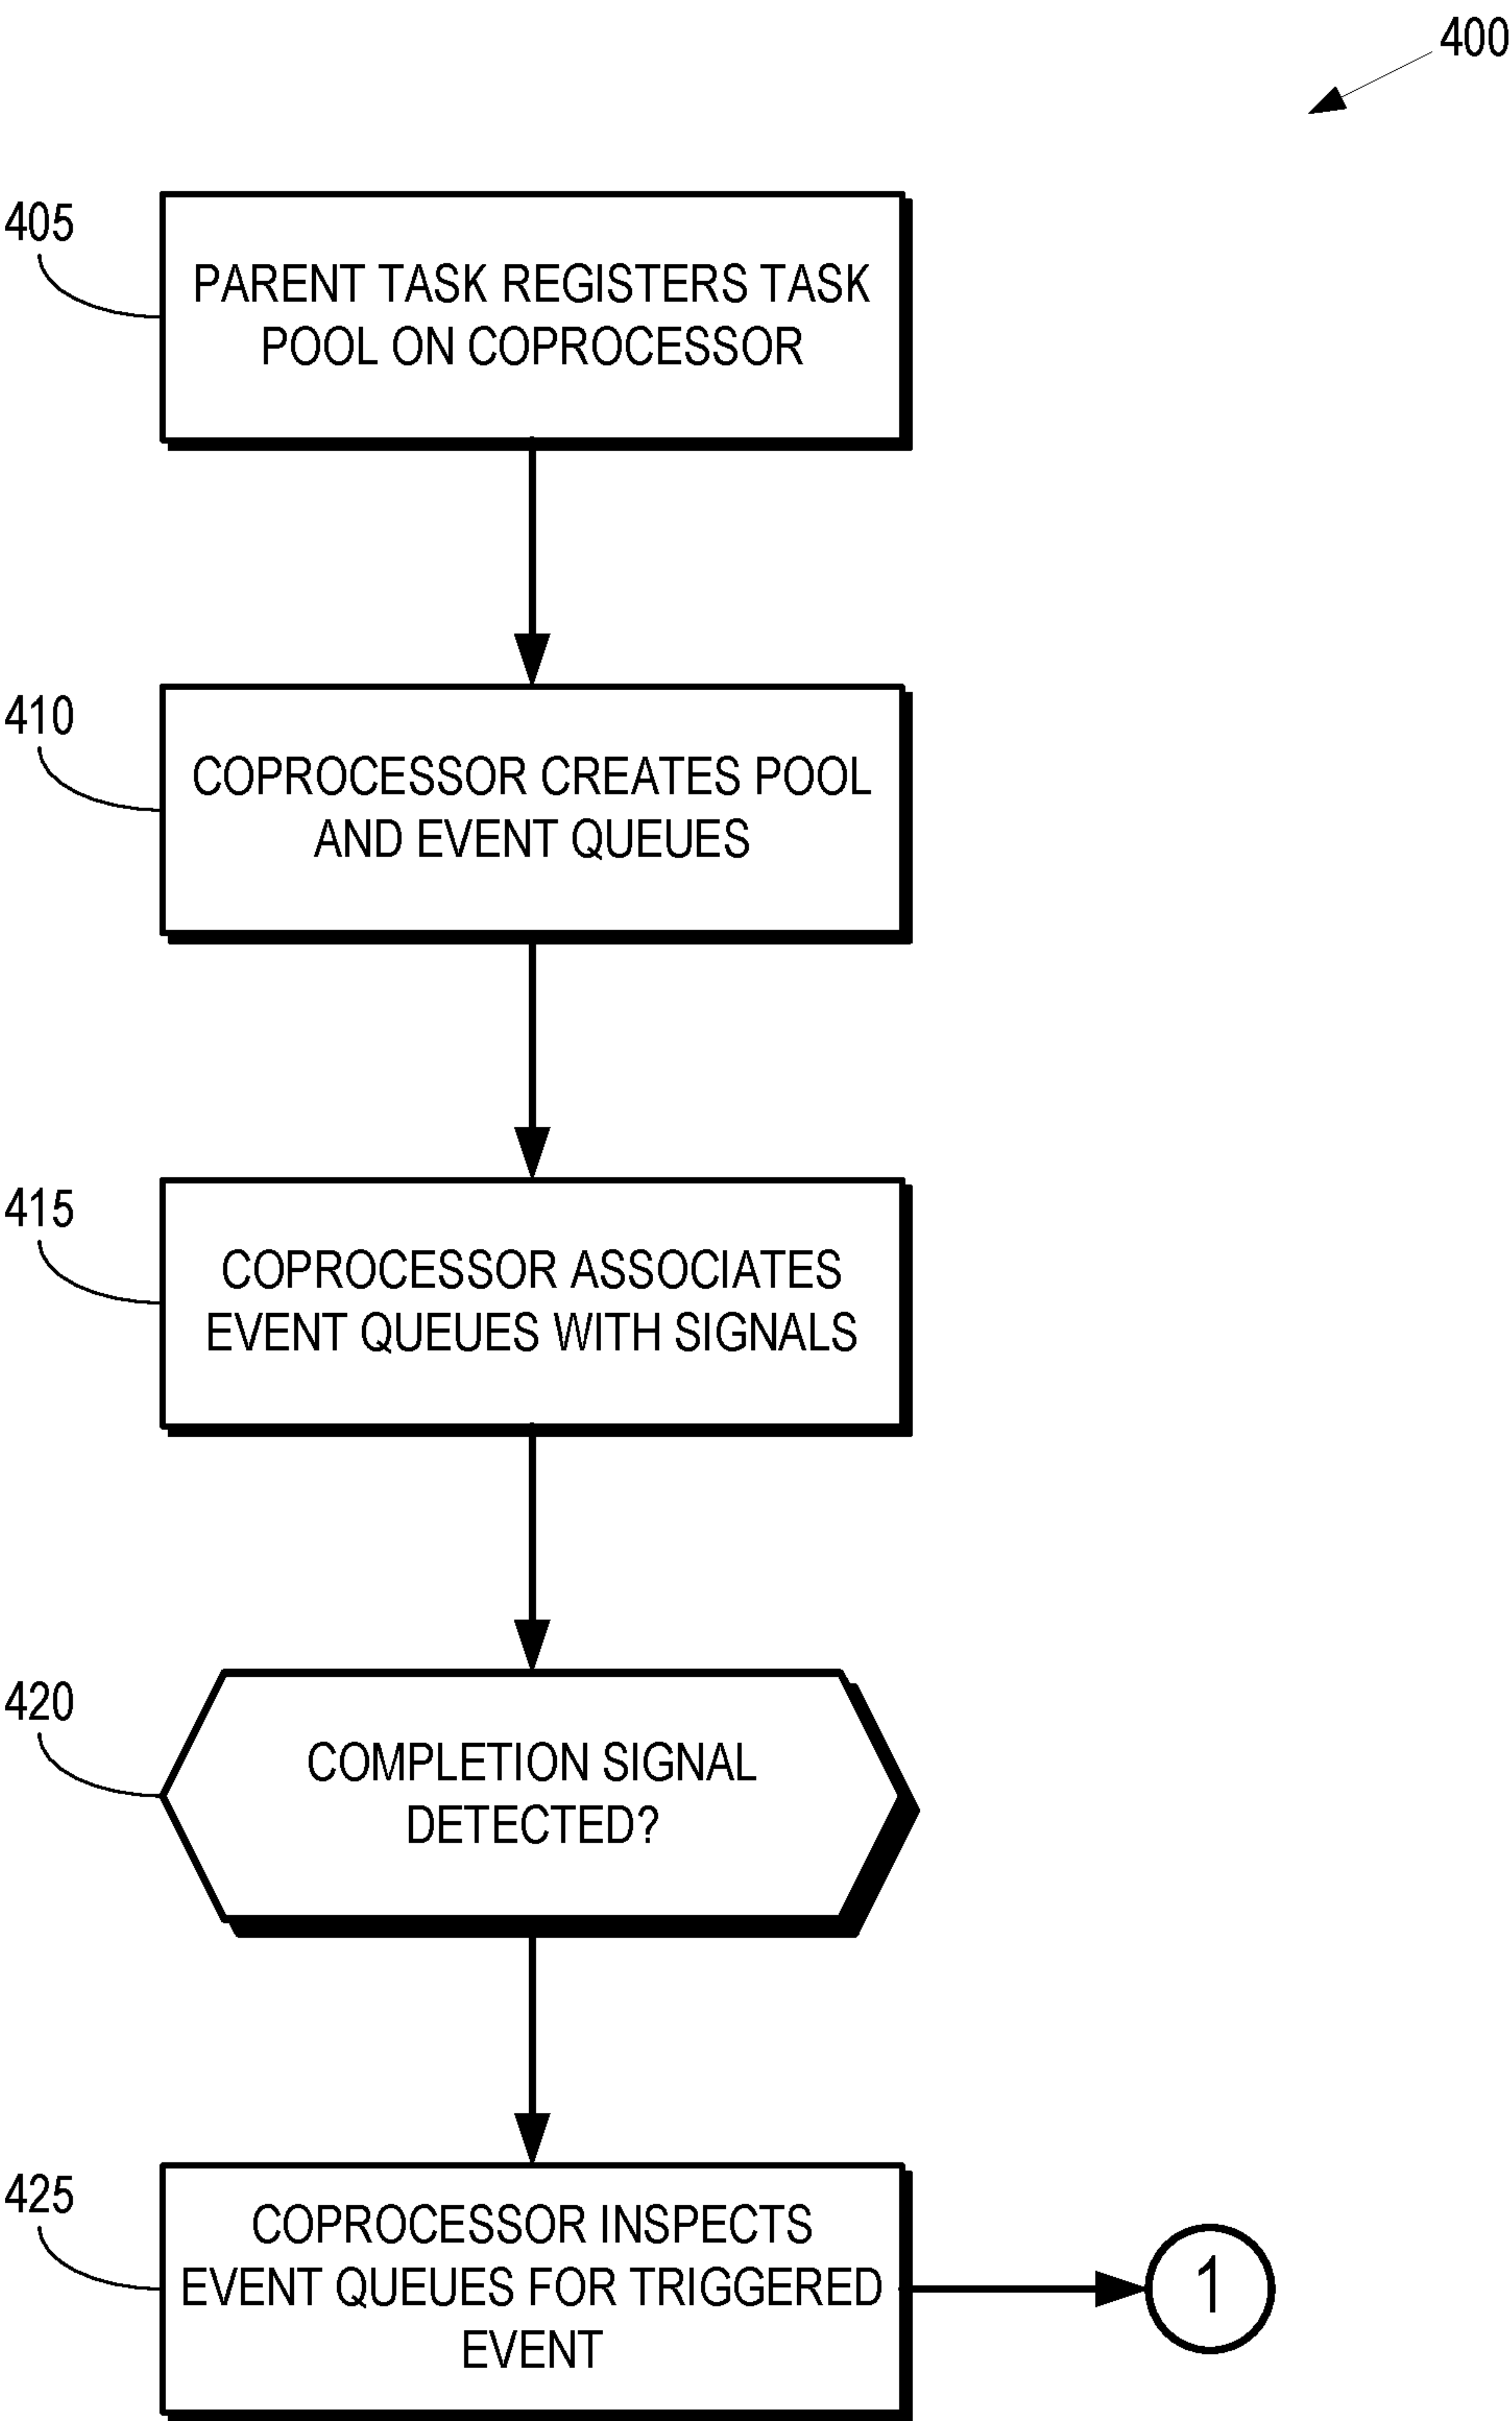 400
405
PARENT TASK REGISTERS TASK
POOL ON COPROCESSOR
410
COPROCESSOR CREATES POOL
AND EVENT QUEUES
415
COPROCESSOR ASSOCIATES
EVENT QUEUES WITH SIGNALS
420
COMPLETION SIGNAL
DETECTED?
425
COPROCESSOR INSPECTS
EVENT QUEUES FOR TRIGGERED
EVENT
1